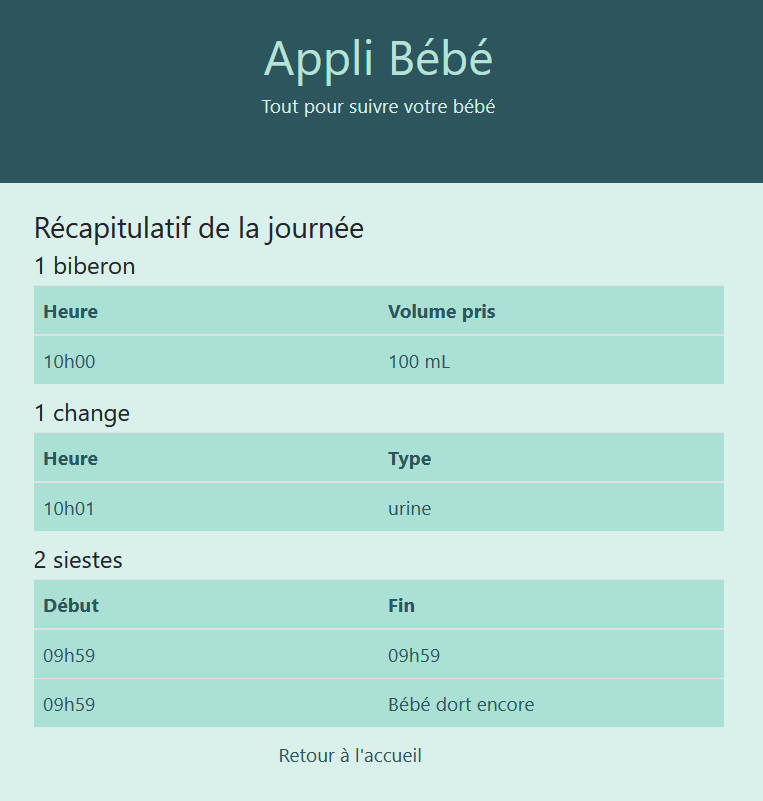 Appli Bébé
Tout pour suivre votre bébé
Récapitulatif de la journée
1 biberon
Heure Volume pris
10h00 100 mL
1 change
Heure Type
10h01 urine
2 siestes
Début Fin
09h59 09h59
09h59 Bébé dort encore
Retour à l'accueil